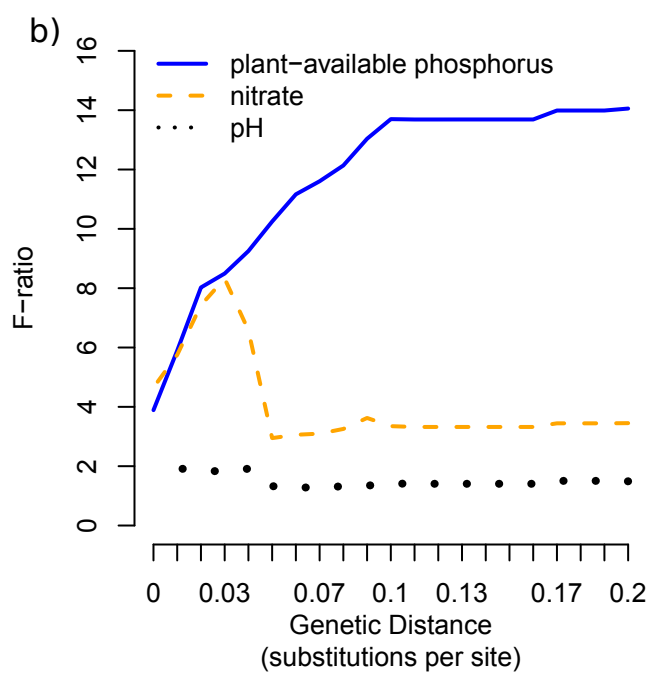 b)
plant−available phosphorus
nitrate
pH
F−ratio
16
14
12
10
8
6
4
2
0
0 0.03 0.07 0.1 0.13 0.17 0.2
Genetic Distance
(substitutions per site)